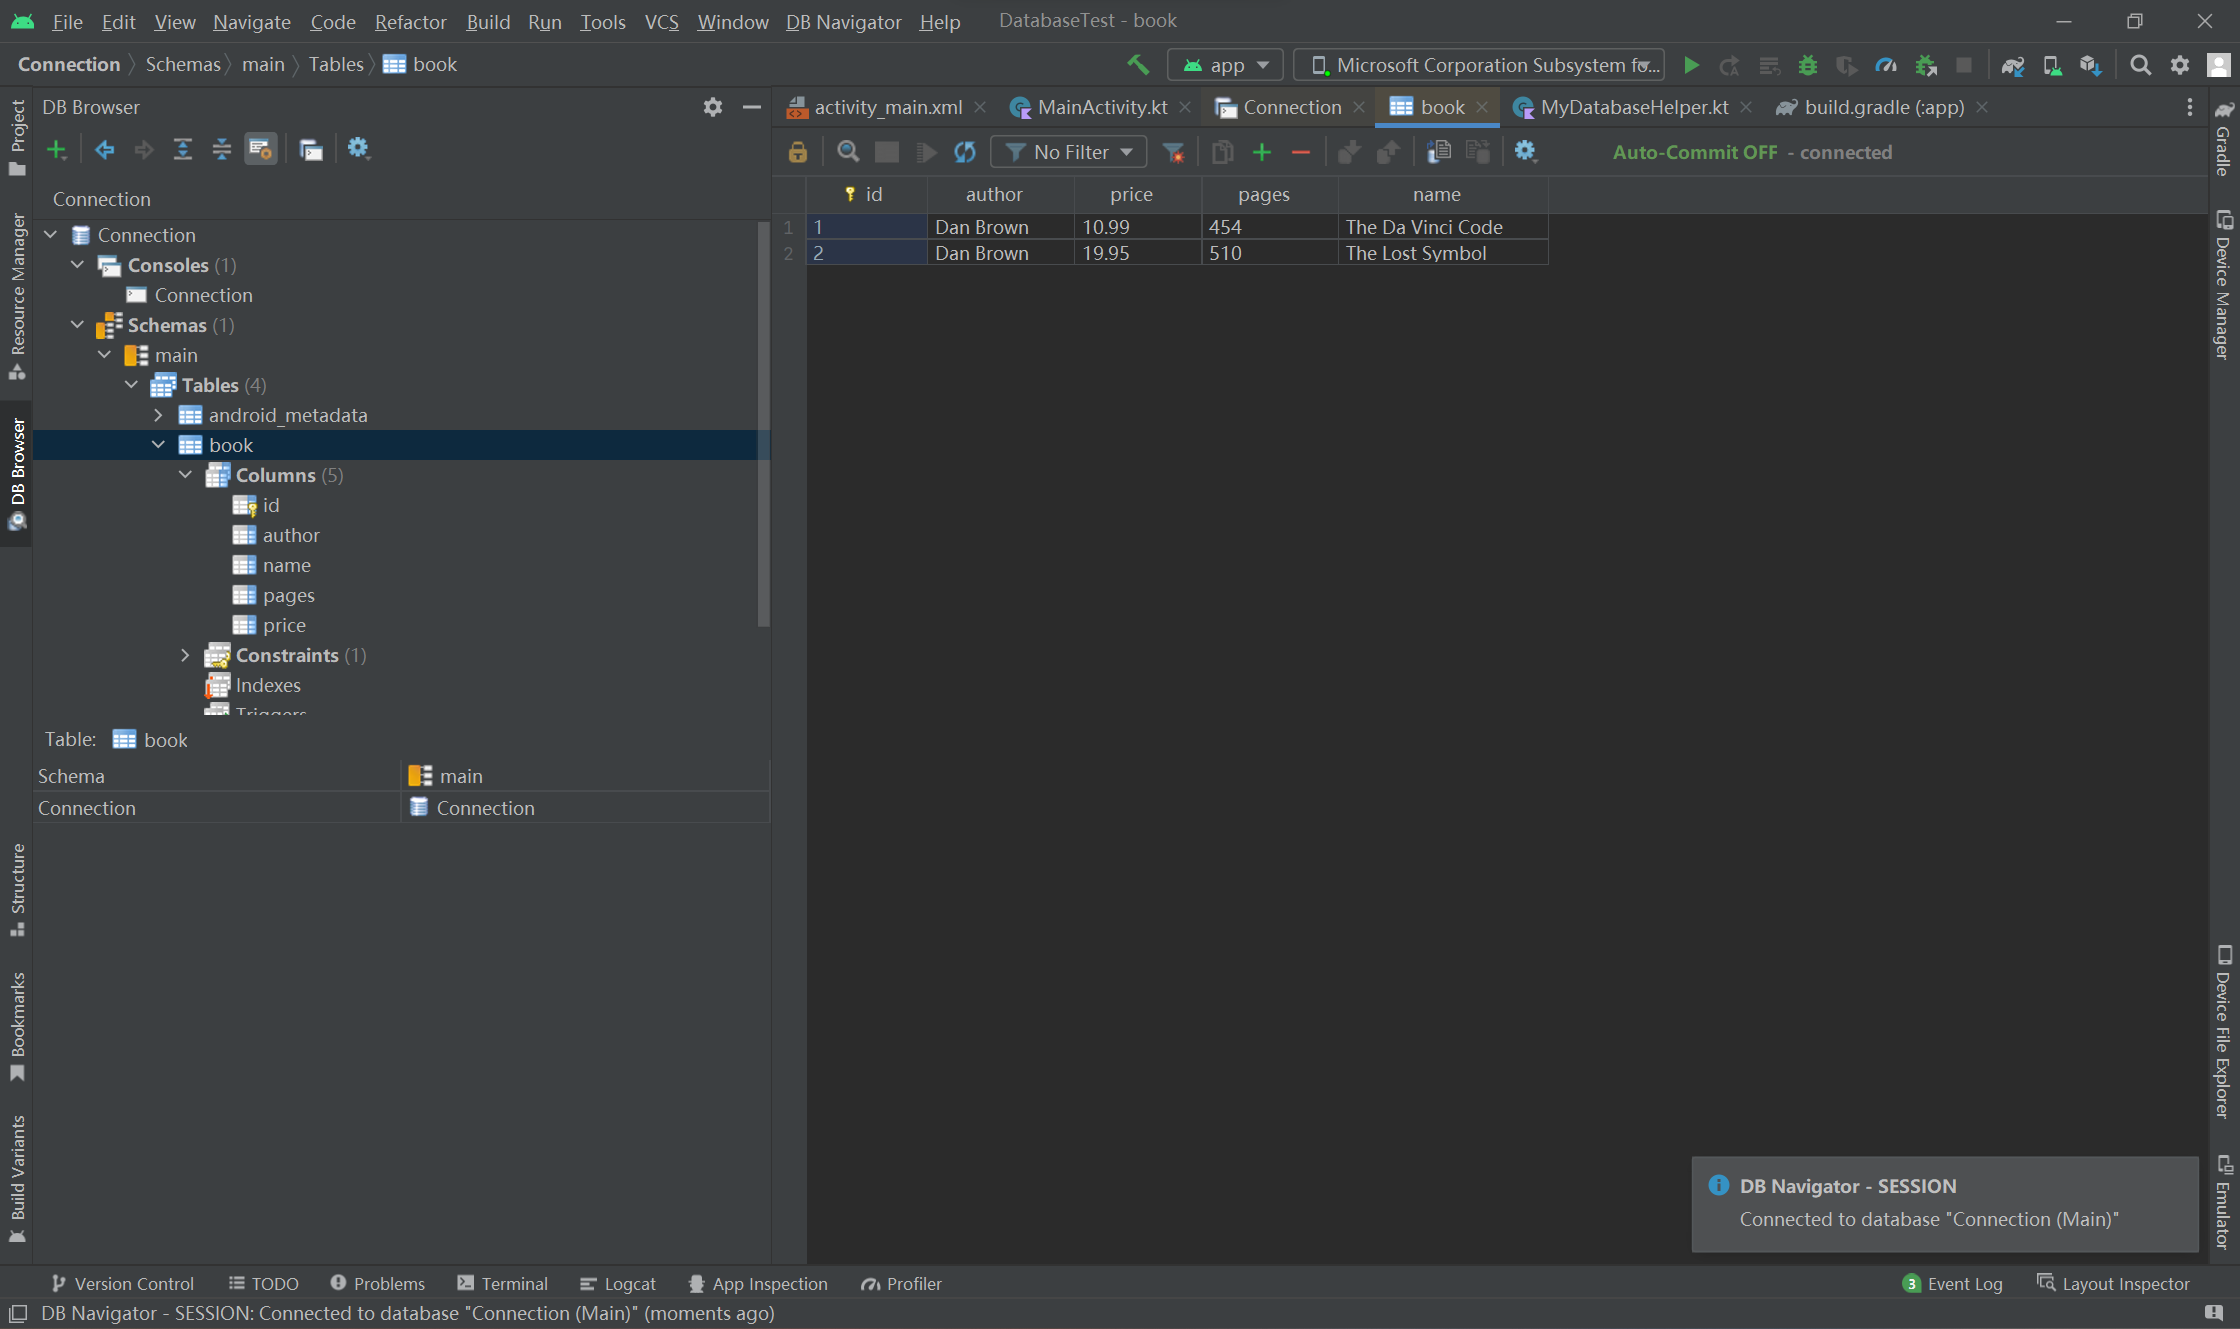 File Edit View Navigate Code Refactor Build Run Tools VCS Window DB Navigator Help DatabaseTest - book
Connection Schemas main Tables book
app Microsoft Corporation Subsystem fo...
DB Browser
activity_main.xml MainActivity.kt Connection book MyDatabaseHelper.kt build.gradle (:app)
No Filter Auto-Commit OFF - connected
Connection
Connection
Consoles (1)
Connection
Schemas (1)
main
Tables (4)
android_metadata
book
Columns (5)
id
author
name
pages
price
Constraints (1)
Indexes
Triggers
id author price pages name
1 1 Dan Brown 10.99 454 The Da Vinci Code
2 2 Dan Brown 19.95 510 The Lost Symbol
Table: book
Schema main
Connection Connection
Project
Resource Manager
DB Browser
Structure
Bookmarks
Build Variants
Gradle
Device Manager
Device File Explorer
Emulator
DB Navigator - SESSION
Connected to database "Connection (Main)"
Version Control TODO Problems Terminal Logcat App Inspection Profiler 3 Event Log Layout Inspector
DB Navigator - SESSION: Connected to database "Connection (Main)" (moments ago)